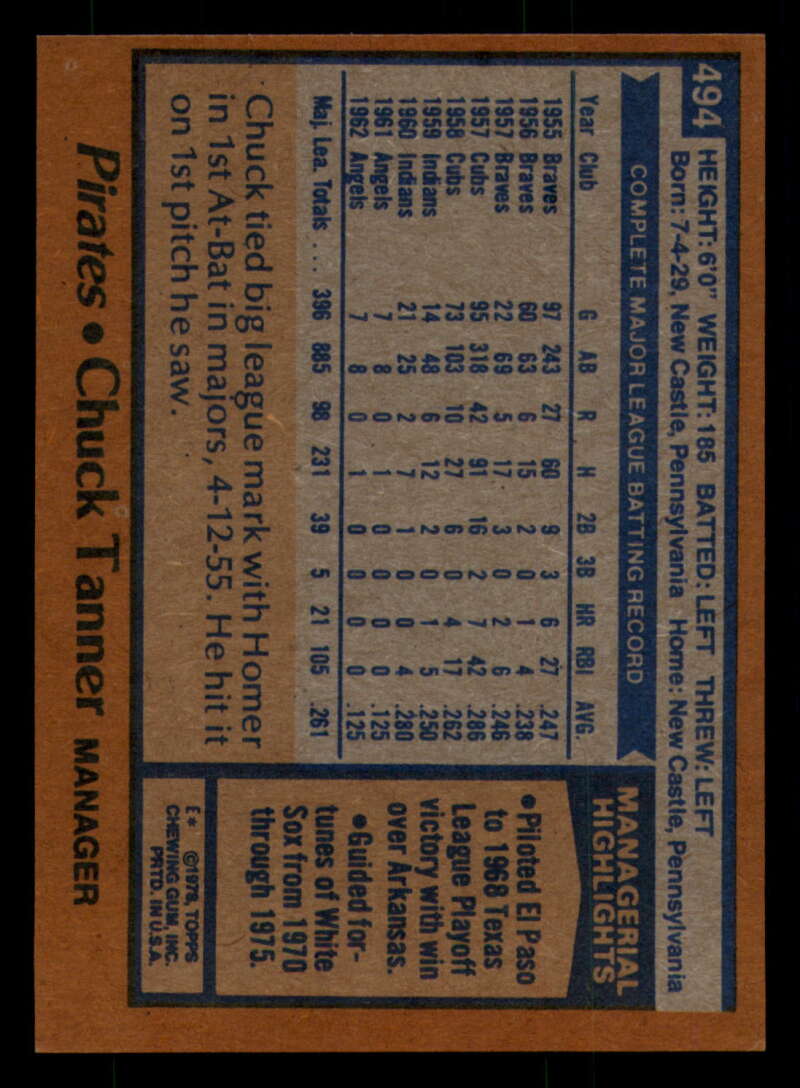 494
HEIGHT: 6'0" WEIGHT: 185 BATTED: LEFT THREW: LEFT
Born: 7-4-29, New Castle, Pennsylvania Home: New Castle, Pennsylvania
COMPLETE MAJOR LEAGUE BATTING RECORD
Year Club G AB R H 2B 3B HR RBI AVG.
1955 Braves 97 243 27 60 9 3 6 27 .247
1956 Braves 60 63 6 15 2 0 1 4 .238
1957 Braves 22 69 5 17 3 0 2 6 .246
1957 Cubs 95 318 42 91 16 2 7 42 .286
1958 Cubs 73 103 10 27 6 0 4 17 .262
1959 Indians 14 48 6 12 2 0 1 5 .250
1960 Indians 21 25 2 7 1 0 0 4 .280
1961 Angels 7 8 0 1 0 0 0 0 .125
1962 Angels 7 8 0 1 0 0 0 0 .125
Maj. Lea. Totals ... 396 885 98 231 39 5 21 105 .261
Chuck tied big league mark with Homer
in 1st At-Bat in majors, 4-12-55. He hit it
on 1st pitch he saw.
MANAGERIAL
HIGHLIGHTS
•Piloted El Paso
to 1968 Texas
League Playoff
victory with win
over Arkansas.
•Guided for-
tunes of White
Sox from 1970
through 1975.
E* ©1978, TOPPS
CHEWING GUM, INC.
PRTD. IN U.S.A.
Pirates • Chuck Tanner MANAGER